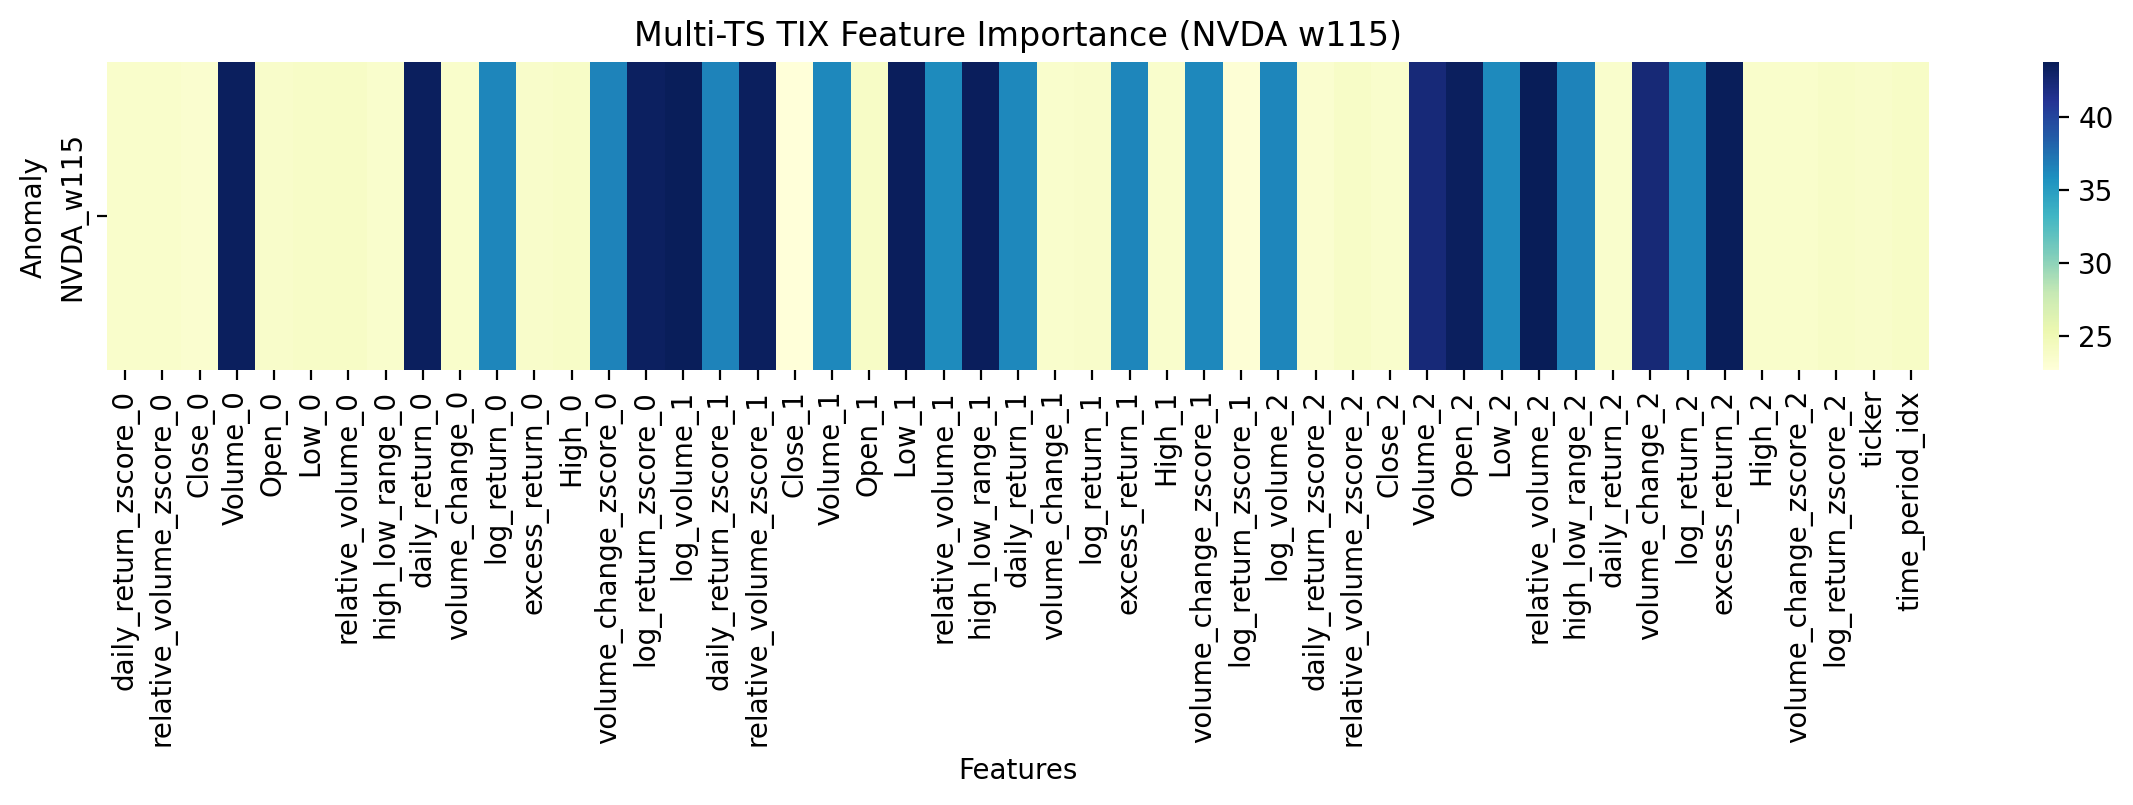 Multi-TS TIX Feature Importance (NVDA w115)
Anomaly
NVDA_w115
40
35
30
25
daily_return_zscore_0
relative_volume_zscore_0
Close_0
Volume_0
Open_0
Low_0
relative_volume_0
high_low_range_0
daily_return_0
volume_change_0
log_return_0
excess_return_0
High_0
volume_change_zscore_0
log_return_zscore_0
log_volume_1
daily_return_zscore_1
relative_volume_zscore_1
Close_1
Volume_1
Open_1
Low_1
relative_volume_1
high_low_range_1
daily_return_1
volume_change_1
log_return_1
excess_return_1
High_1
volume_change_zscore_1
log_return_zscore_1
log_volume_2
daily_return_zscore_2
relative_volume_zscore_2
Close_2
Volume_2
Open_2
Low_2
relative_volume_2
high_low_range_2
daily_return_2
volume_change_2
log_return_2
excess_return_2
High_2
volume_change_zscore_2
log_return_zscore_2
ticker
time_period_idx
Features